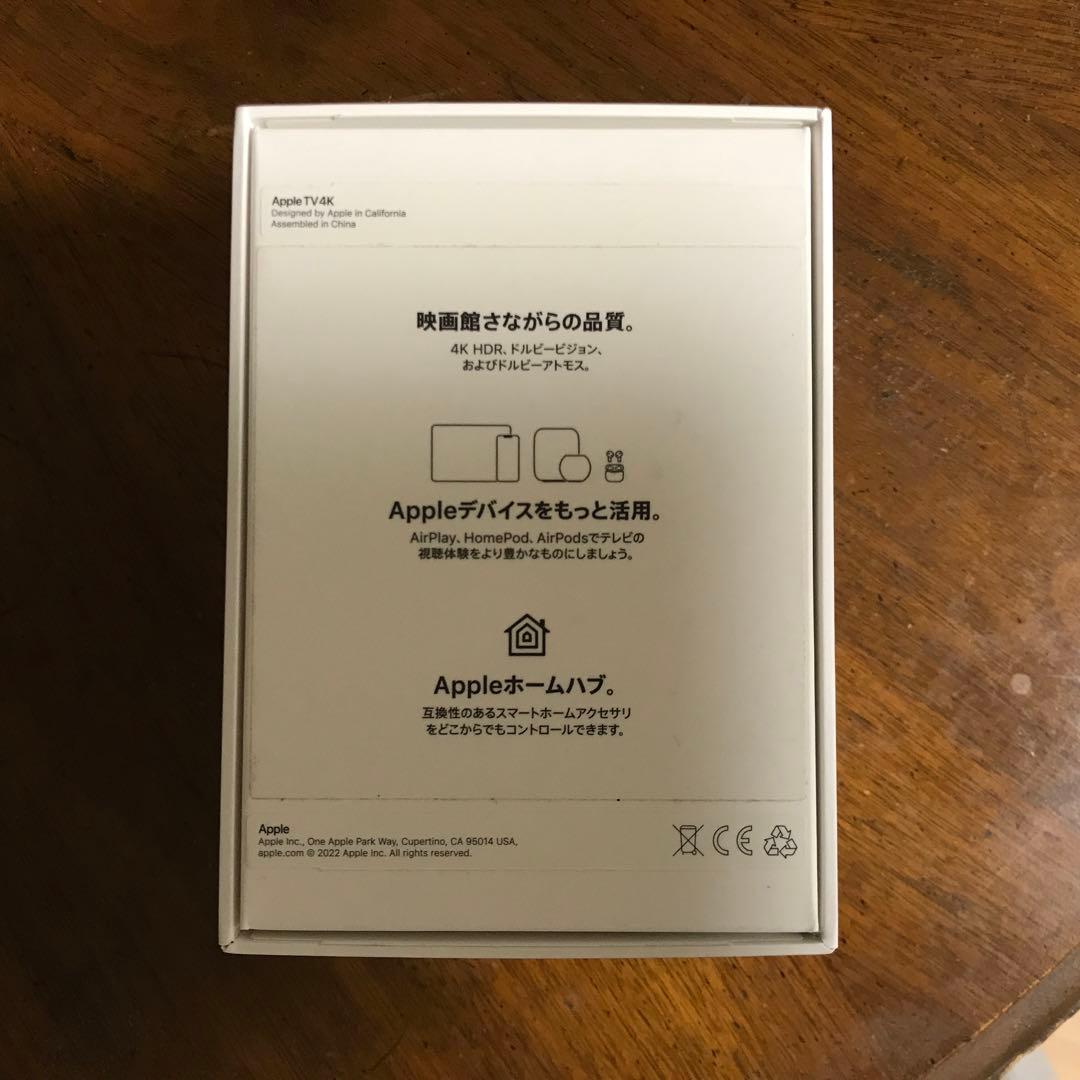 Apple TV 4K
Designed by Apple in California
Assembled in China
映画館さながらの品質。
4K HDR、ドルビービジョン、
およびドルビーアトモス。
Appleデバイスをもっと活用。
AirPlay、HomePod、AirPodsでテレビの
視聴体験をより豊かなものにしましょう。
Appleホームハブ。
互換性のあるスマートホームアクセサリ
をどこからでもコントロールできます。
Apple
Apple Inc., One Apple Park Way, Cupertino, CA 95014 USA,
apple.com © 2022 Apple Inc. All rights reserved.
CE